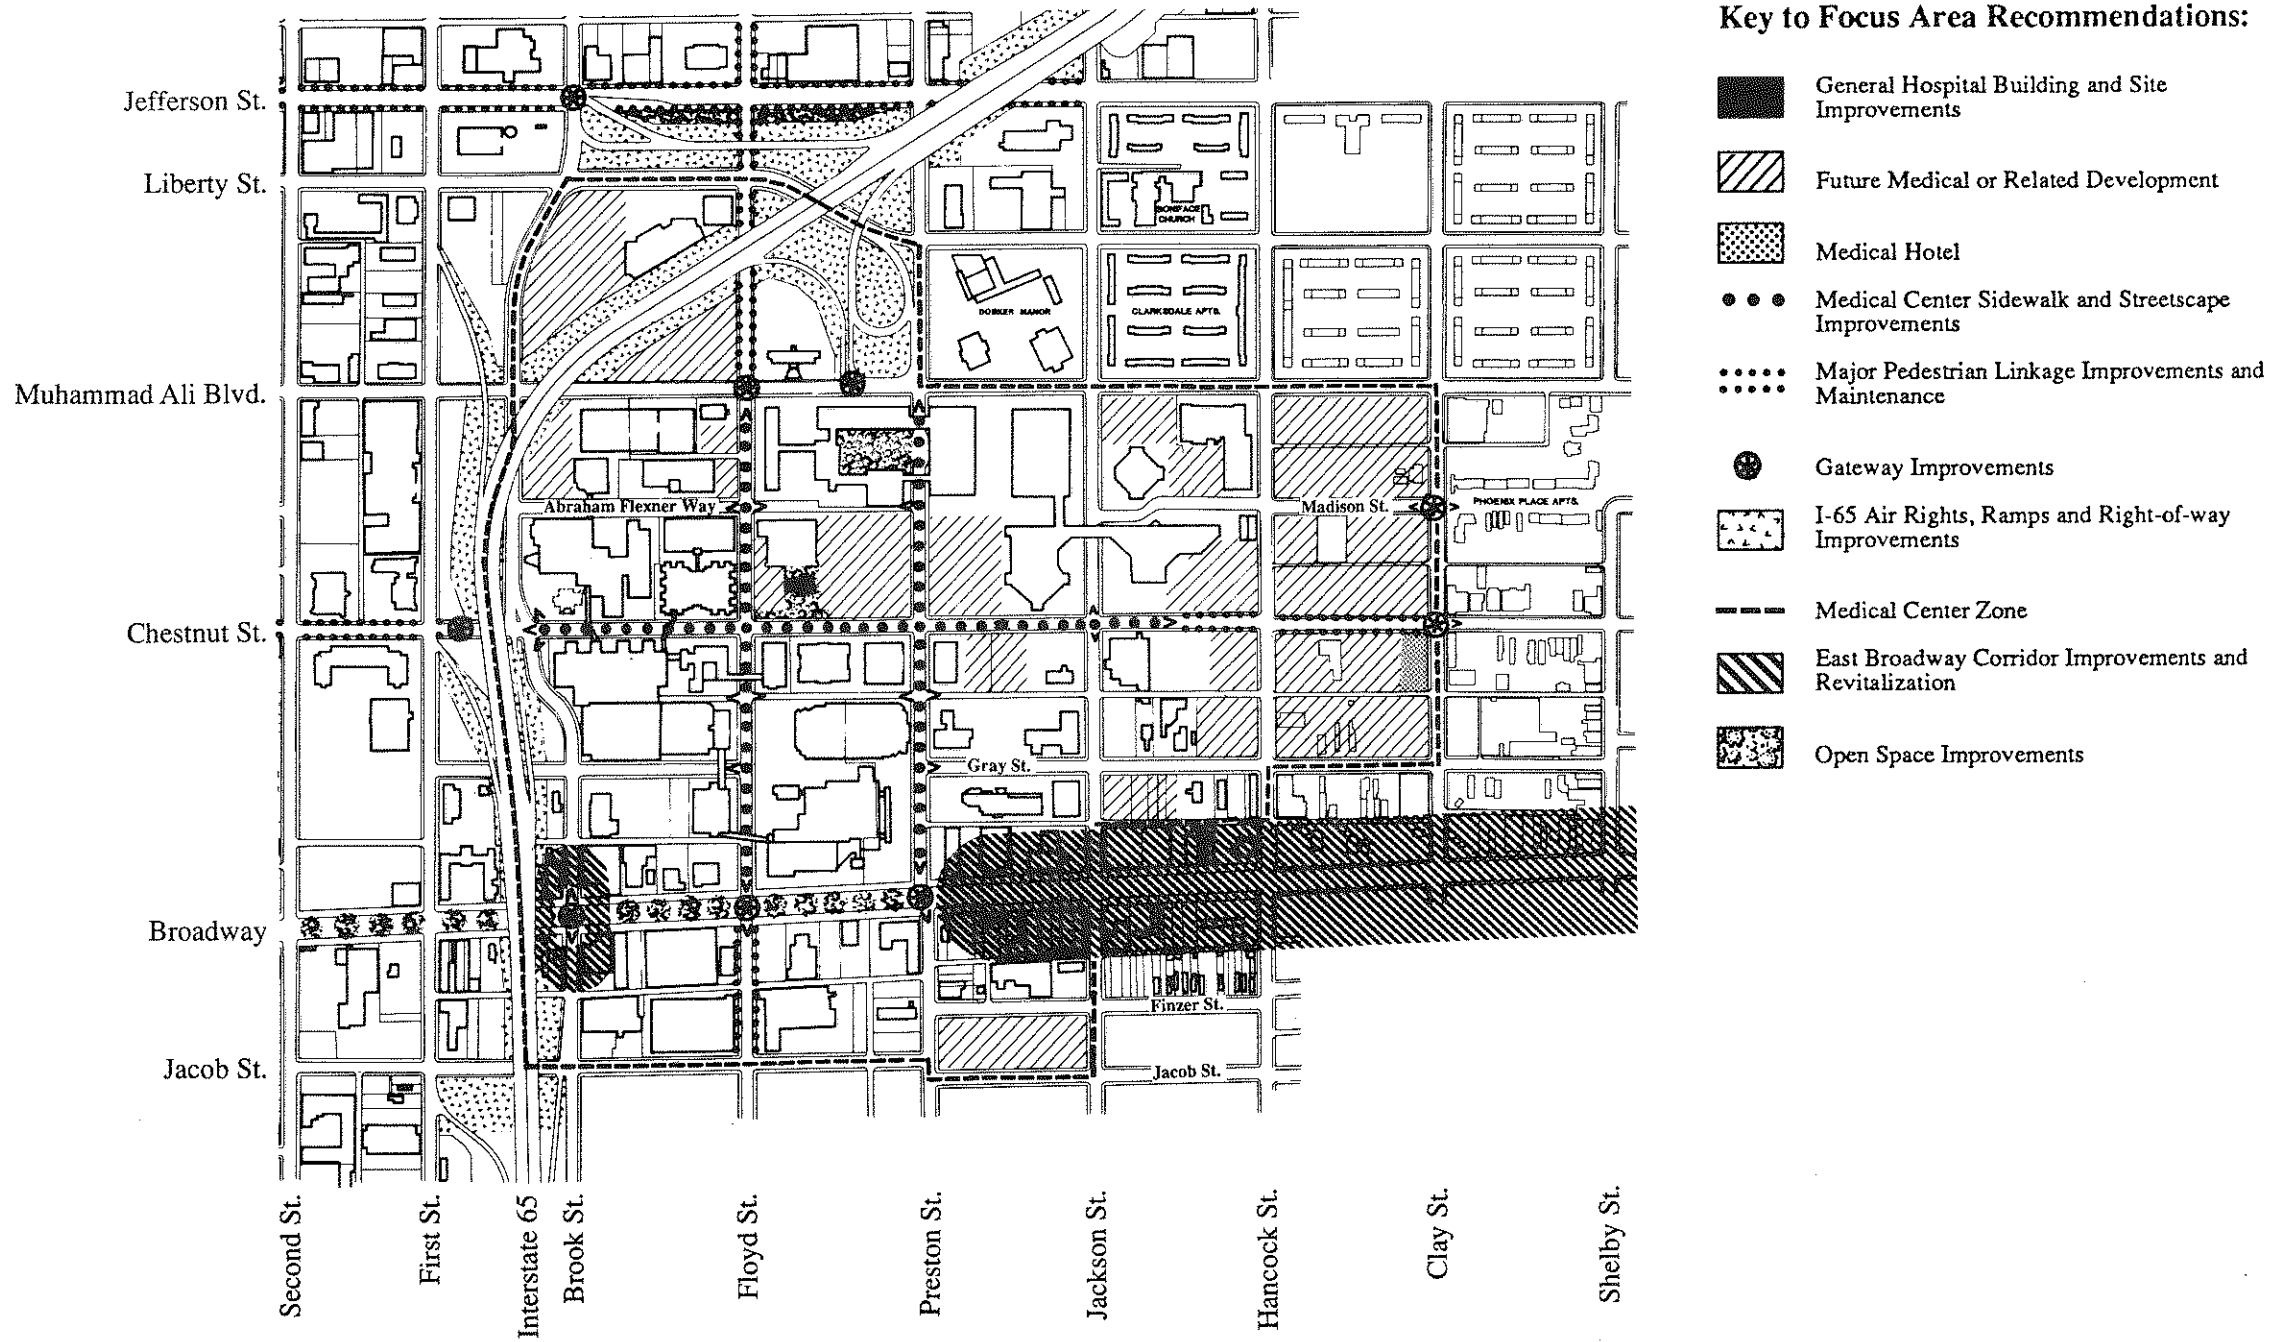 Key to Focus Area Recommendations:
General Hospital Building and Site
Improvements
Future Medical or Related Development
Medical Hotel
Medical Center Sidewalk and Streetscape
Improvements
Major Pedestrian Linkage Improvements and
Maintenance
Gateway Improvements
I-65 Air Rights, Ramps and Right-of-way
Improvements
Medical Center Zone
East Broadway Corridor Improvements and
Revitalization
Open Space Improvements
Jefferson St.
Liberty St.
Muhammad Ali Blvd.
Chestnut St.
Broadway
Jacob St.
BONIFACE
CHURCH
DOSKER MANOR
CLARKSDALE APTS.
Abraham Flexner Way
Madison St.
PHOENIX PLACE APTS.
Gray St.
Finzer St.
Jacob St.
Second St.
First St.
Interstate 65
Brook St.
Floyd St.
Preston St.
Jackson St.
Hancock St.
Clay St.
Shelby St.